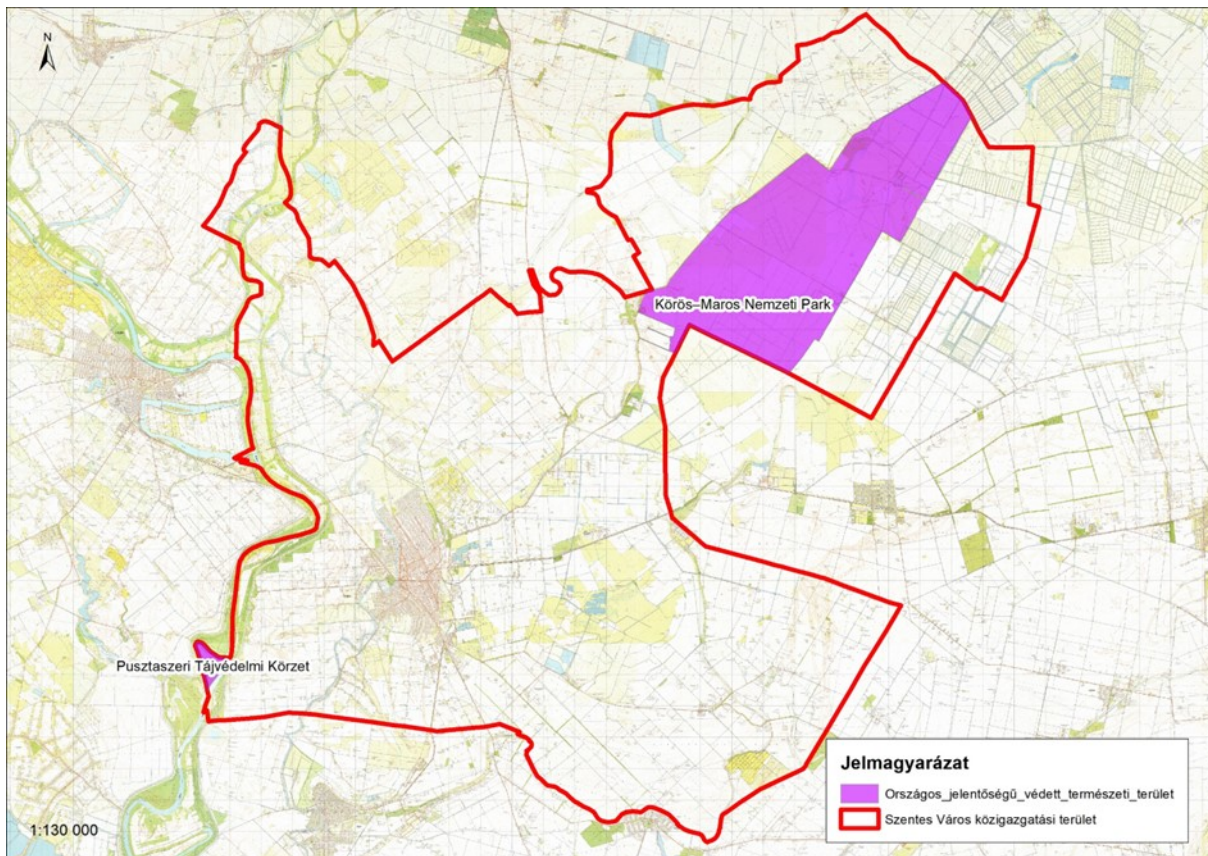 N
Körös–Maros Nemzeti Park
Pusztaszeri Tájvédelmi Körzet
Jelmagyarázat
Országos_jelentőségű_védett_természeti_terület
Szentes Város közigazgatási terület
1:130 000